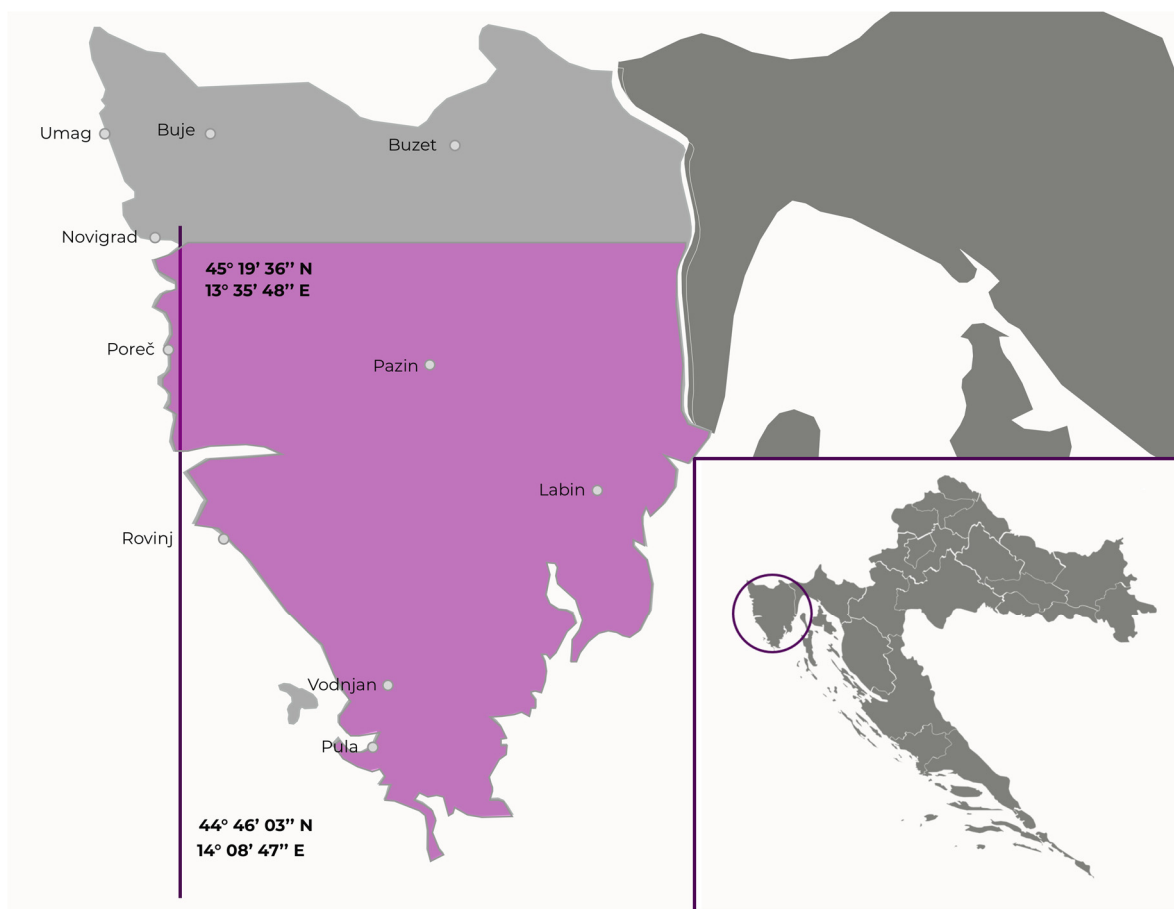 Umag
Buje
Buzet
Novigrad
45° 19’ 36’’ N
13° 35’ 48’’ E
Poreč
Pazin
Labin
Rovinj
Vodnjan
Pula
44° 46’ 03’’ N
14° 08’ 47’’ E